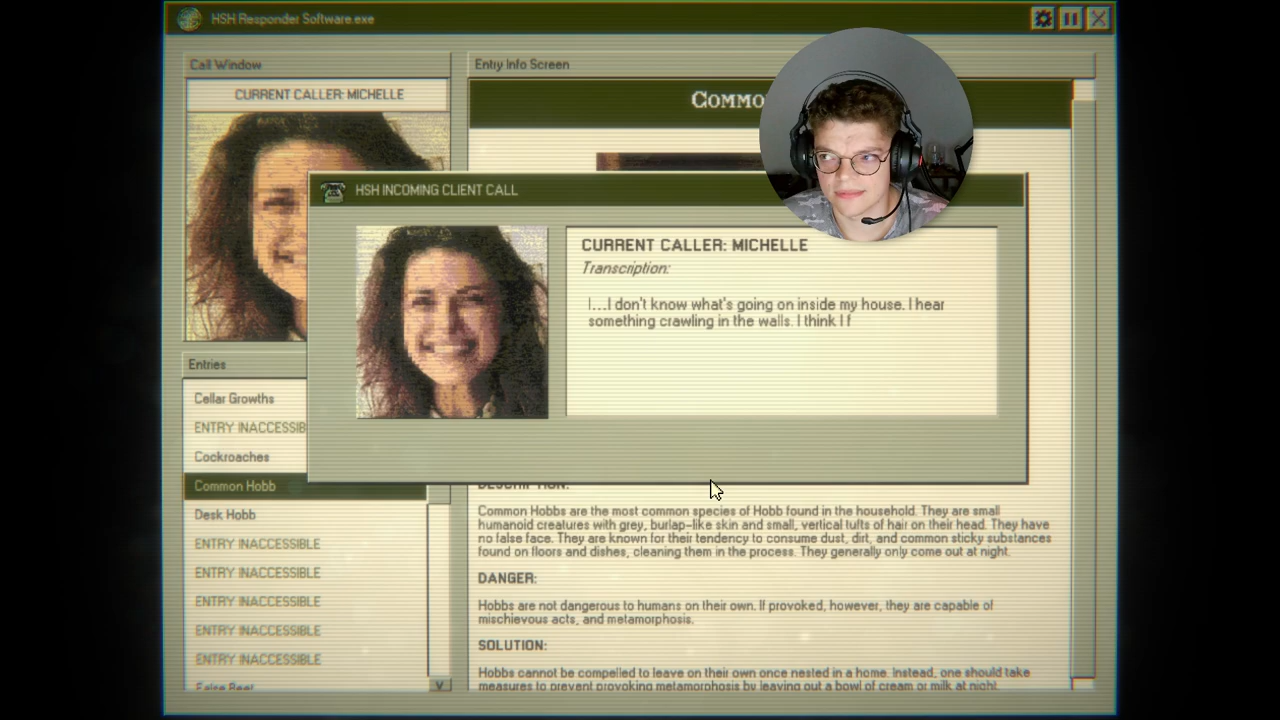 HSH Responder Software.exe
Call Window
Entry Info Screen
CURRENT CALLER: MICHELLE
COMMO
HSH INCOMING CLIENT CALL
CURRENT CALLER: MICHELLE
Transcription:
I...I don't know what's going on inside my house. I hear
something crawling in the walls. I think I f
Entries
Cellar Growths
ENTRY INACCESSIB
Cockroaches
Common Hobb
Desk Hobb
ENTRY INACCESSIBLE
ENTRY INACCESSIBLE
ENTRY INACCESSIBLE
ENTRY INACCESSIBLE
ENTRY INACCESSIBLE
DESCRIPTION:
Common Hobbs are the most common species of Hobb found in the household. They are small
humanoid creatures with grey, burlap-like skin and small, vertical tufts of hair on their head. They have
no false face. They are known for their tendency to consume dust, dirt, and common sticky substances
found on floors and dishes, cleaning them in the process. They generally only come out at night.
DANGER:
Hobbs are not dangerous to humans on their own. If provoked, however, they are capable of
mischievous acts, and metamorphosis.
SOLUTION:
Hobbs cannot be compelled to leave on their own once nested in a home. Instead, one should take
measures to prevent provoking metamorphosis by leaving out a bowl of cream or milk at night.